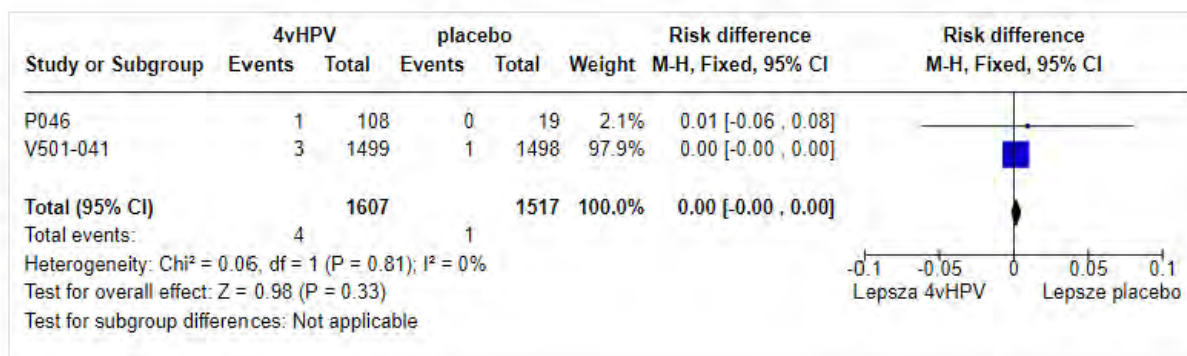 4vHPV placebo Risk difference Risk difference
Study or Subgroup Events Total Events Total Weight M-H, Fixed, 95% CI M-H, Fixed, 95% CI
P046 1 108 0 19 2.1% 0.01 [-0.06 , 0.08]
V501-041 3 1499 1 1498 97.9% 0.00 [-0.00 , 0.00]
Total (95% CI) 1607 1517 100.0% 0.00 [-0.00 , 0.00]
Total events: 4 1
Heterogeneity: Chi² = 0.06, df = 1 (P = 0.81); I² = 0%
-0.1 -0.05 0 0.05 0.1
Test for overall effect: Z = 0.98 (P = 0.33)
Lepsza 4vHPV Lepsze placebo
Test for subgroup differences: Not applicable